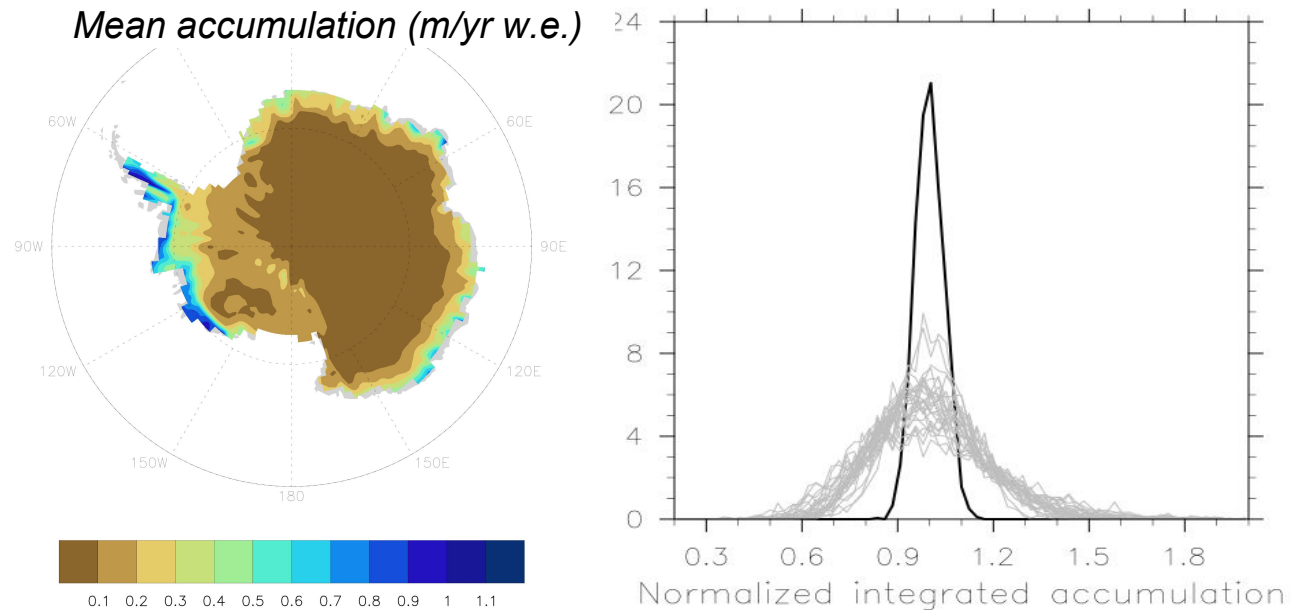 Mean accumulation (m/yr w.e.)
60W
60E
90W
90E
120W
120E
150W
150E
180
0.1 0.2 0.3 0.4 0.5 0.6 0.7 0.8 0.9 1 1.1
24
20
16
12
8
4
0
0.3 0.6 0.9 1.2 1.5 1.8
Normalized integrated accumulation